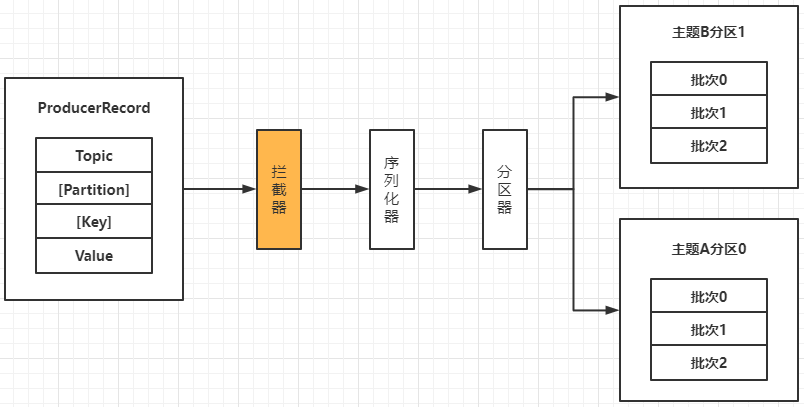 ProducerRecord
Topic
[Partition]
[Key]
Value
拦截器
序列化器
分区器
主题B分区1
批次0
批次1
批次2
主题A分区0
批次0
批次1
批次2